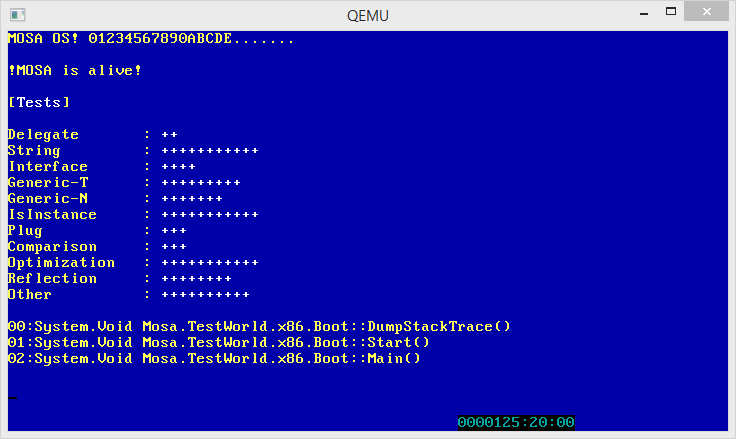 QEMU
MOSA OS! 01234567890ABCDE.......
!MOSA is alive!
[Tests]
Delegate       : ++
String         : +++++++++++
Interface      : ++++
Generic-T      : +++++++++
Generic-N      : +++++++
IsInstance     : +++++++++++
Plug           : +++
Comparison     : +++
Optimization   : +++++++++++
Reflection     : ++++++++
Other          : ++++++++++
00:System.Void Mosa.TestWorld.x86.Boot::DumpStackTrace()
01:System.Void Mosa.TestWorld.x86.Boot::Start()
02:System.Void Mosa.TestWorld.x86.Boot::Main()
_
0000125:20:00